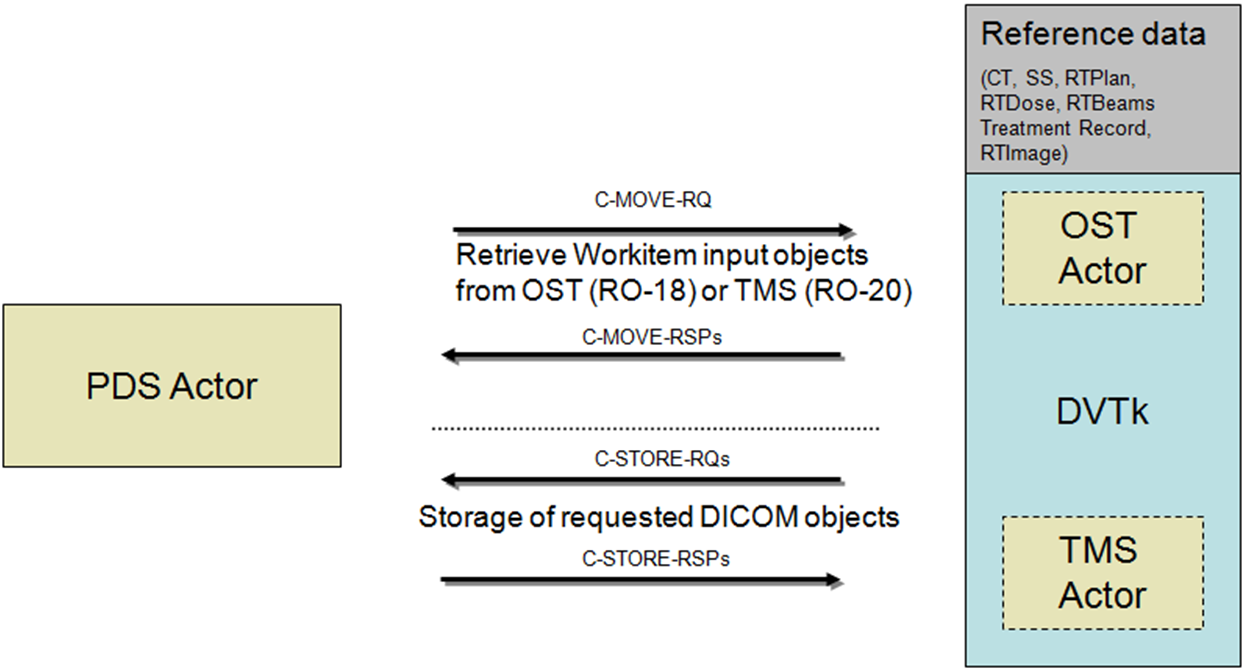 Reference data
(CT, SS, RTPlan,
RTDose, RTBeams
Treatment Record,
RTImage)
C-MOVE-RQ
Retrieve Workitem input objects
from OST (RO-18) or TMS (RO-20)
C-MOVE-RSPs
OST
Actor
PDS Actor
DVTk
C-STORE-RQs
Storage of requested DICOM objects
C-STORE-RSPs
TMS
Actor